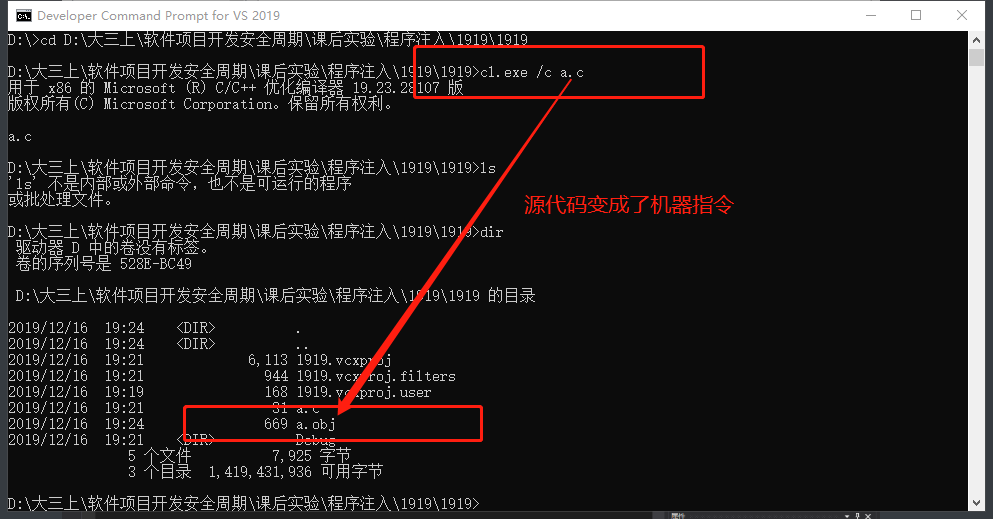 Developer Command Prompt for VS 2019
D:\>cd D:\大三上\软件项目开发安全周期\课后实验\程序注入\1919\1919
D:\大三上\软件项目开发安全周期\课后实验\程序注入\1919\1919>cl.exe /c a.c
用于 x86 的 Microsoft (R) C/C++ 优化编译器 19.23.28107 版
版权所有(C) Microsoft Corporation。保留所有权利。
a.c
D:\大三上\软件项目开发安全周期\课后实验\程序注入\1919\1919>ls
'ls' 不是内部或外部命令，也不是可运行的程序
或批处理文件。
源代码变成了机器指令
D:\大三上\软件项目开发安全周期\课后实验\程序注入\1919\1919>dir
驱动器 D 中的卷没有标签。
卷的序列号是 528E-BC49
D:\大三上\软件项目开发安全周期\课后实验\程序注入\1919\1919 的目录
2019/12/16 19:24 <DIR> .
2019/12/16 19:24 <DIR> ..
2019/12/16 19:21 6,113 1919.vcxproj
2019/12/16 19:21 944 1919.vcxproj.filters
2019/12/16 19:19 168 1919.vcxproj.user
2019/12/16 19:21 31 a.c
2019/12/16 19:24 669 a.obj
2019/12/16 19:21 <DIR> Debug
5 个文件 7,925 字节
3 个目录 1,419,431,936 可用字节
D:\大三上\软件项目开发安全周期\课后实验\程序注入\1919\1919>
属性